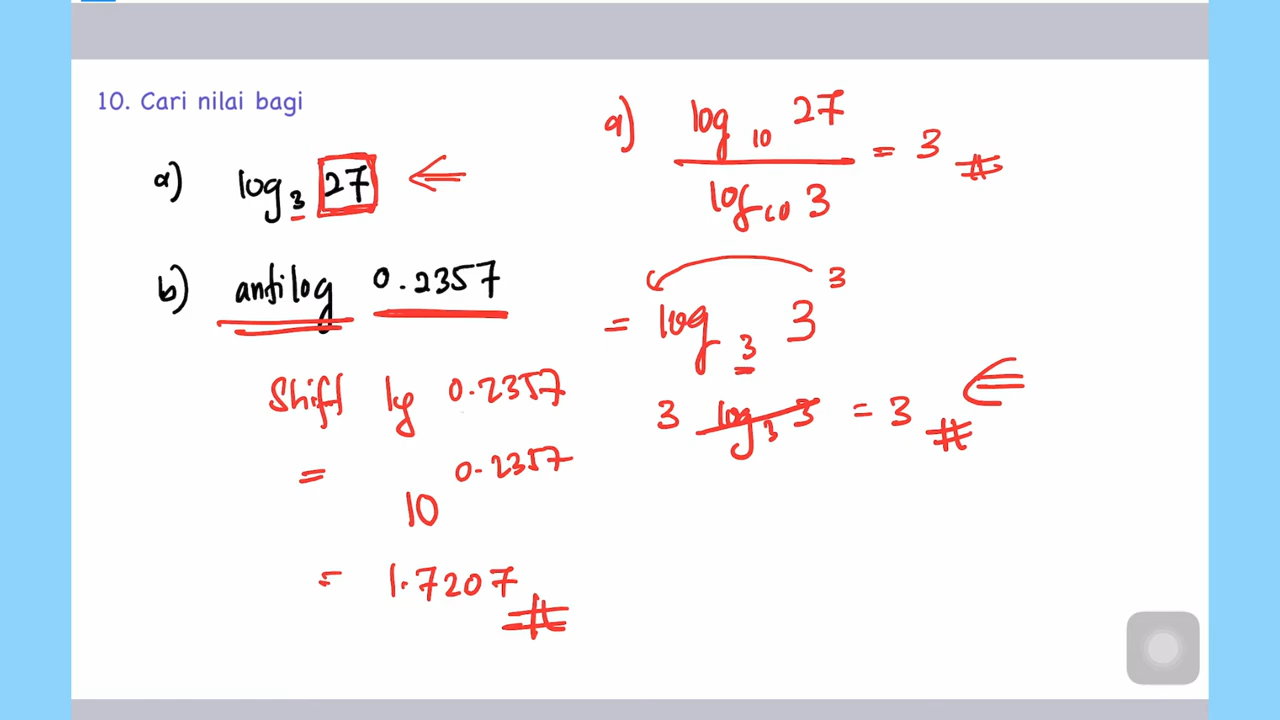 10. Cari nilai bagi
a) log₃ 27
b) antilog 0.2357
Shift lg 0.2357
= 10^0.2357
= 1.7207
a) log₁₀ 27 / log₁₀ 3 = 3
= log₃ 3³
3 log₃ 3 = 3